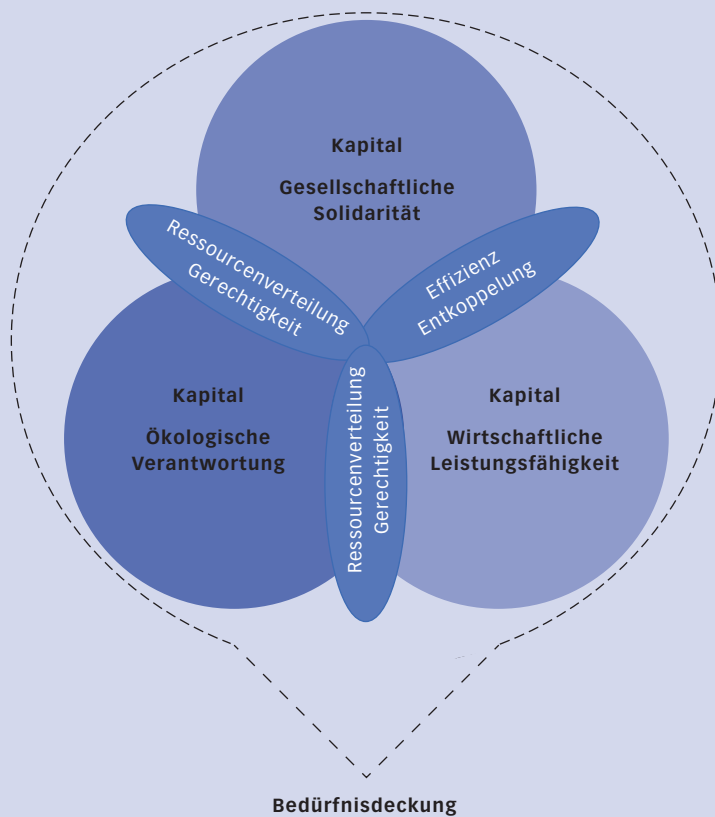 Kapital
Gesellschaftliche
Solidarität
Ressourcenverteilung
Gerechtigkeit
Effizienz
Entkoppelung
Kapital
Ökologische
Verantwortung
Ressourcenverteilung
Gerechtigkeit
Kapital
Wirtschaftliche
Leistungsfähigkeit
Bedürfnisdeckung